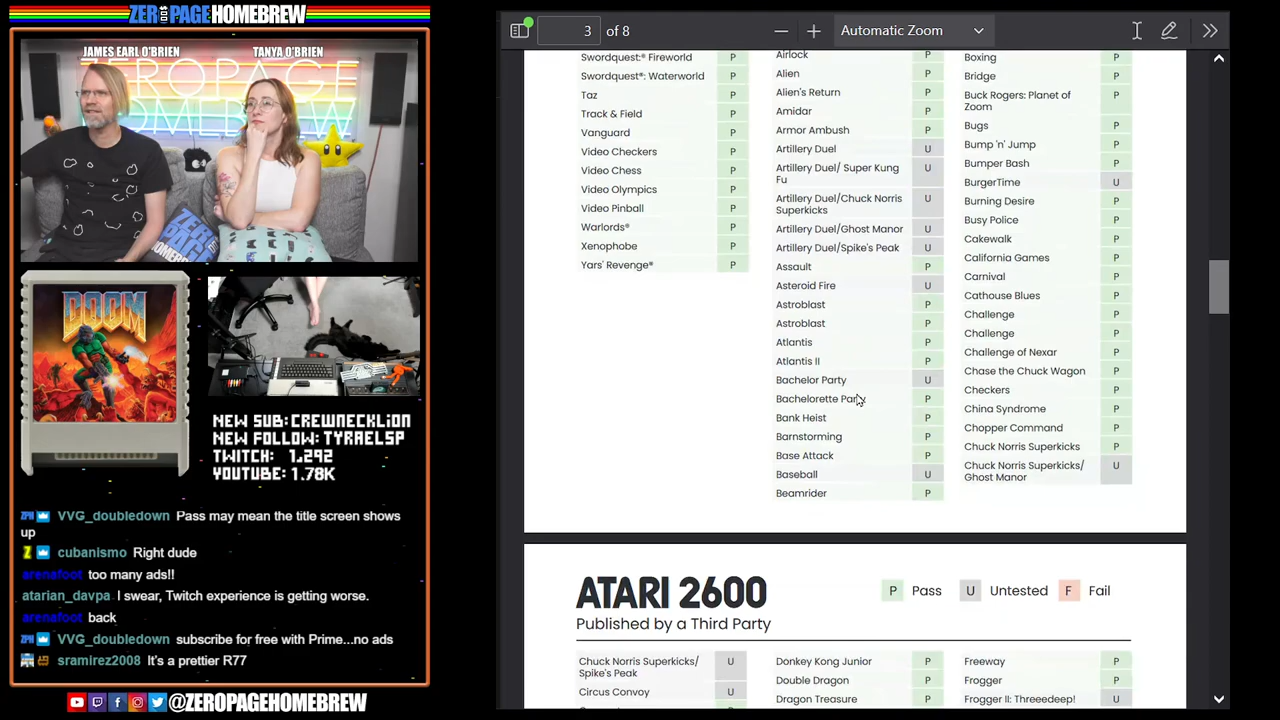 ZEROPAGE HOMEBREW
JAMES EARL O'BRIEN
TANYA O'BRIEN
ZEROPAGE
HOMEBREW
DOOM
NEW SUB: CREWNECKLION
NEW FOLLOW: TYRAELSP
TWITCH: 1,292
YOUTUBE: 1.78K
VVG_doubledown Pass may mean the title screen shows
up
cubanismo Right dude
arenafoot too many ads!!
atarian_davpa I swear, Twitch experience is getting worse.
arenafoot back
VVG_doubledown subscribe for free with Prime...no ads
sramirez2008 It's a prettier R77
@ZEROPAGEHOMEBREW
3 of 8
Automatic Zoom
Swordquest:® Fireworld P
Swordquest®: Waterworld P
Taz P
Track & Field P
Vanguard P
Video Checkers P
Video Chess P
Video Olympics P
Video Pinball P
Warlords® P
Xenophobe P
Yars' Revenge® P
Airlock P
Alien P
Alien's Return P
Amidar P
Armor Ambush P
Artillery Duel U
Artillery Duel/ Super Kung U
Fu
Artillery Duel/Chuck Norris U
Superkicks
Artillery Duel/Ghost Manor U
Artillery Duel/Spike's Peak U
Assault P
Asteroid Fire U
Astroblast P
Astroblast P
Atlantis P
Atlantis II P
Bachelor Party U
Bachelorette Party P
Bank Heist P
Barnstorming P
Base Attack P
Baseball U
Beamrider P
Boxing P
Bridge P
Buck Rogers: Planet of P
Zoom
Bugs P
Bump 'n' Jump P
Bumper Bash P
BurgerTime U
Burning Desire P
Busy Police P
Cakewalk P
California Games P
Carnival P
Cathouse Blues P
Challenge P
Challenge P
Challenge of Nexar P
Chase the Chuck Wagon P
Checkers P
China Syndrome P
Chopper Command P
Chuck Norris Superkicks P
Chuck Norris Superkicks/ U
Ghost Manor
ATARI 2600
P Pass U Untested F Fail
Published by a Third Party
Chuck Norris Superkicks/ U
Spike's Peak
Circus Convoy U
Donkey Kong Junior P
Double Dragon P
Dragon Treasure P
Freeway P
Frogger P
Frogger II: Threeedeep! U